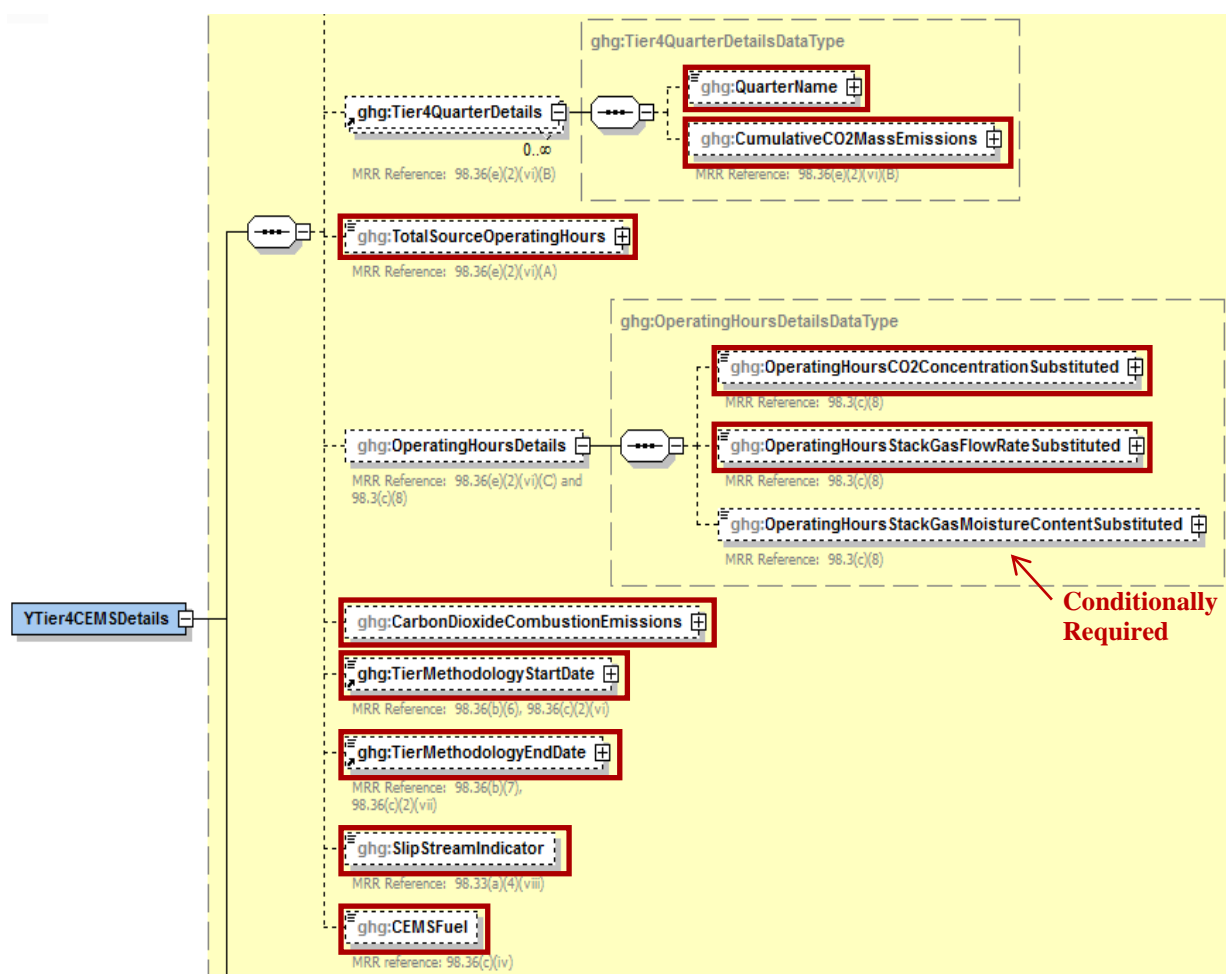 ghg:Tier4QuarterDetailsDataType
ghg:QuarterName
ghg:Tier4QuarterDetails
0..∞
ghg:CumulativeCO2MassEmissions
MRR Reference: 98.36(e)(2)(vi)(B)
MRR Reference: 98.36(e)(2)(vi)(B)
ghg:TotalSourceOperatingHours
MRR Reference: 98.36(e)(2)(vi)(A)
ghg:OperatingHoursDetailsDataType
ghg:OperatingHoursCO2ConcentrationSubstituted
MRR Reference: 98.3(c)(8)
ghg:OperatingHoursDetails
ghg:OperatingHoursStackGasFlowRateSubstituted
MRR Reference: 98.36(e)(2)(vi)(C) and
98.3(c)(8)
MRR Reference: 98.3(c)(8)
ghg:OperatingHoursStackGasMoistureContentSubstituted
MRR Reference: 98.3(c)(8)
Conditionally
Required
YTier4CEMSDetails
ghg:CarbonDioxideCombustionEmissions
ghg:TierMethodologyStartDate
MRR Reference: 98.36(b)(6), 98.36(c)(2)(vi)
ghg:TierMethodologyEndDate
MRR Reference: 98.36(b)(7),
98.36(c)(2)(vii)
ghg:SlipStreamIndicator
MRR Reference: 98.33(a)(4)(viii)
ghg:CEMSFuel
MRR reference: 98.36(c)(iv)